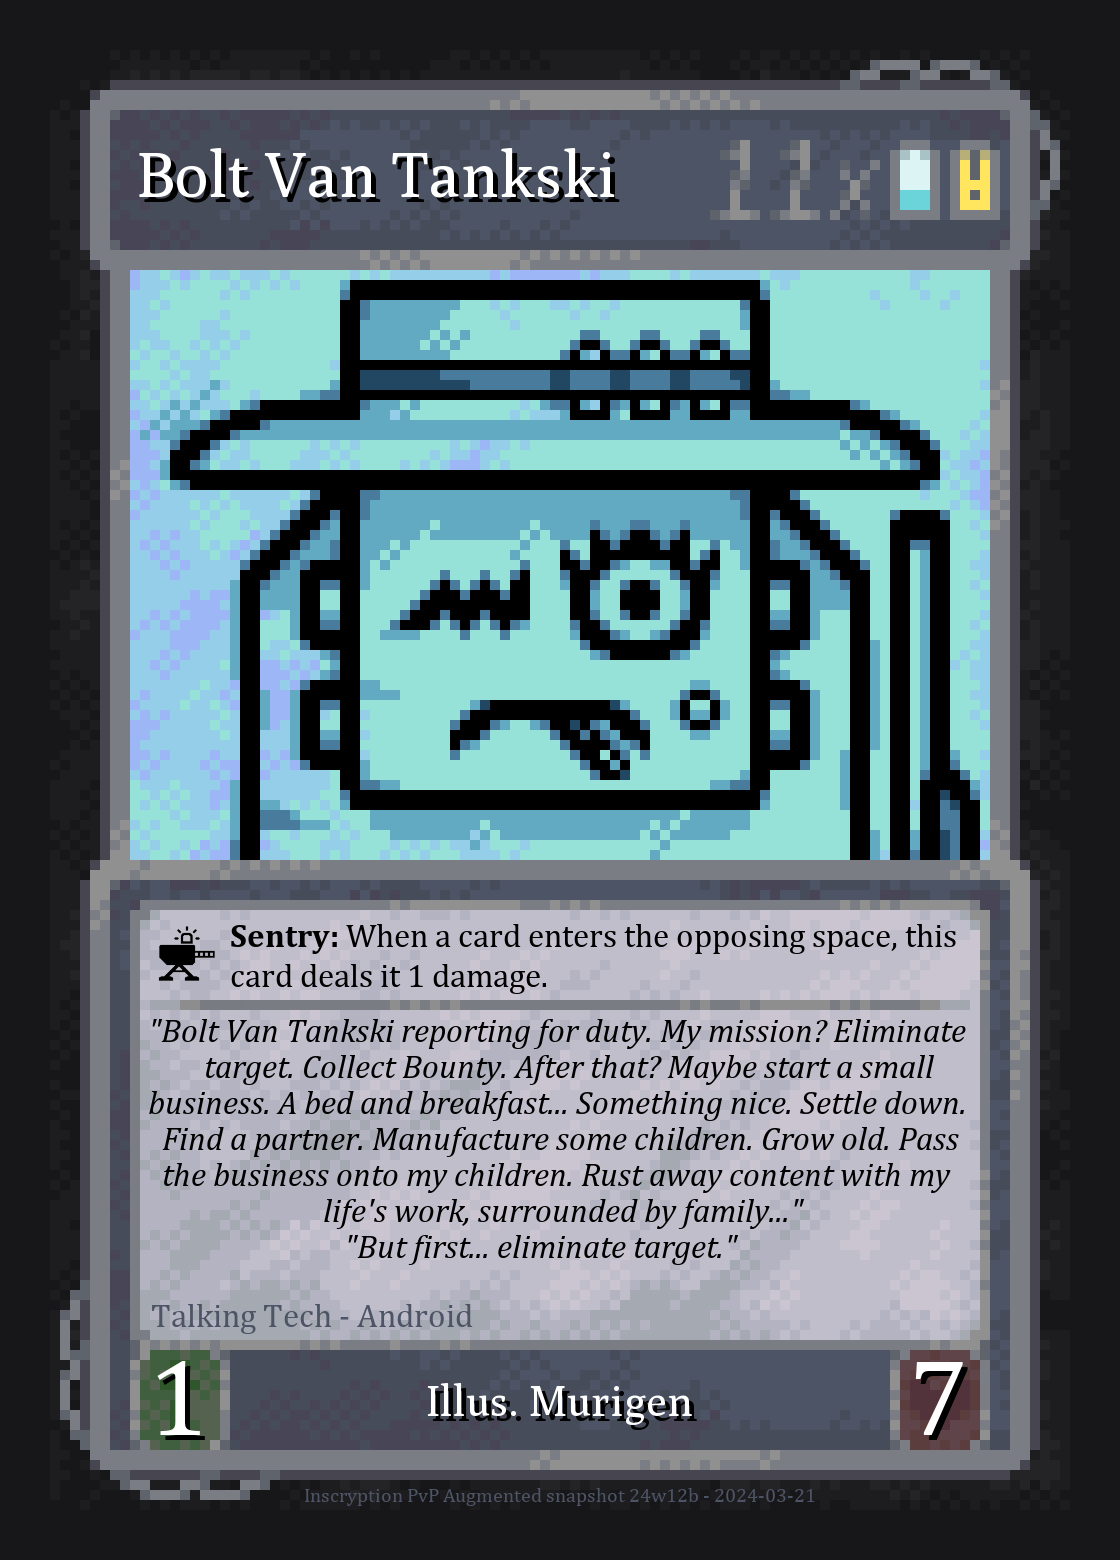 Bolt Van Tankski 11x
Sentry: When a card enters the opposing space, this
card deals it 1 damage.
"Bolt Van Tankski reporting for duty. My mission? Eliminate
target. Collect Bounty. After that? Maybe start a small
business. A bed and breakfast... Something nice. Settle down.
Find a partner. Manufacture some children. Grow old. Pass
the business onto my children. Rust away content with my
life's work, surrounded by family..."
"But first... eliminate target."
Talking Tech - Android
1 Illus. Murigen 7
Inscryption PvP Augmented snapshot 24w12b - 2024-03-21